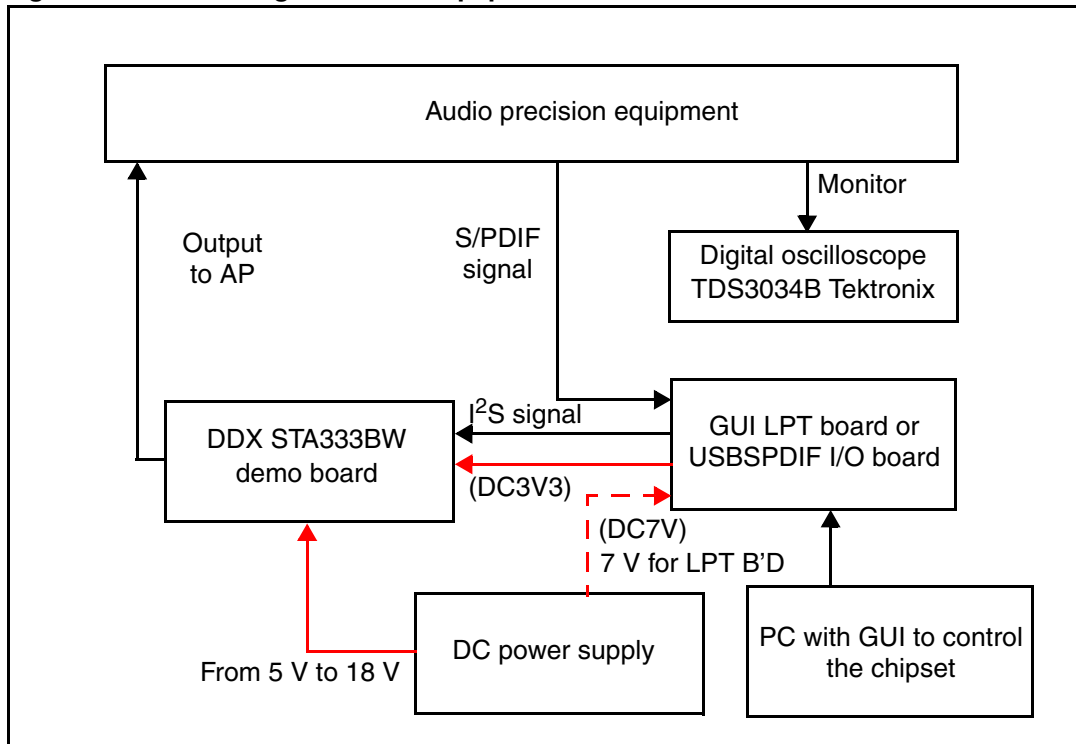 Audio precision equipment
Monitor
Output
to AP
S/PDIF
signal
Digital oscilloscope
TDS3034B Tektronix
I²S signal
DDX STA333BW
demo board
GUI LPT board or
USBSPDIF I/O board
(DC3V3)
(DC7V)
7 V for LPT B'D
DC power supply
From 5 V to 18 V
PC with GUI to control
the chipset